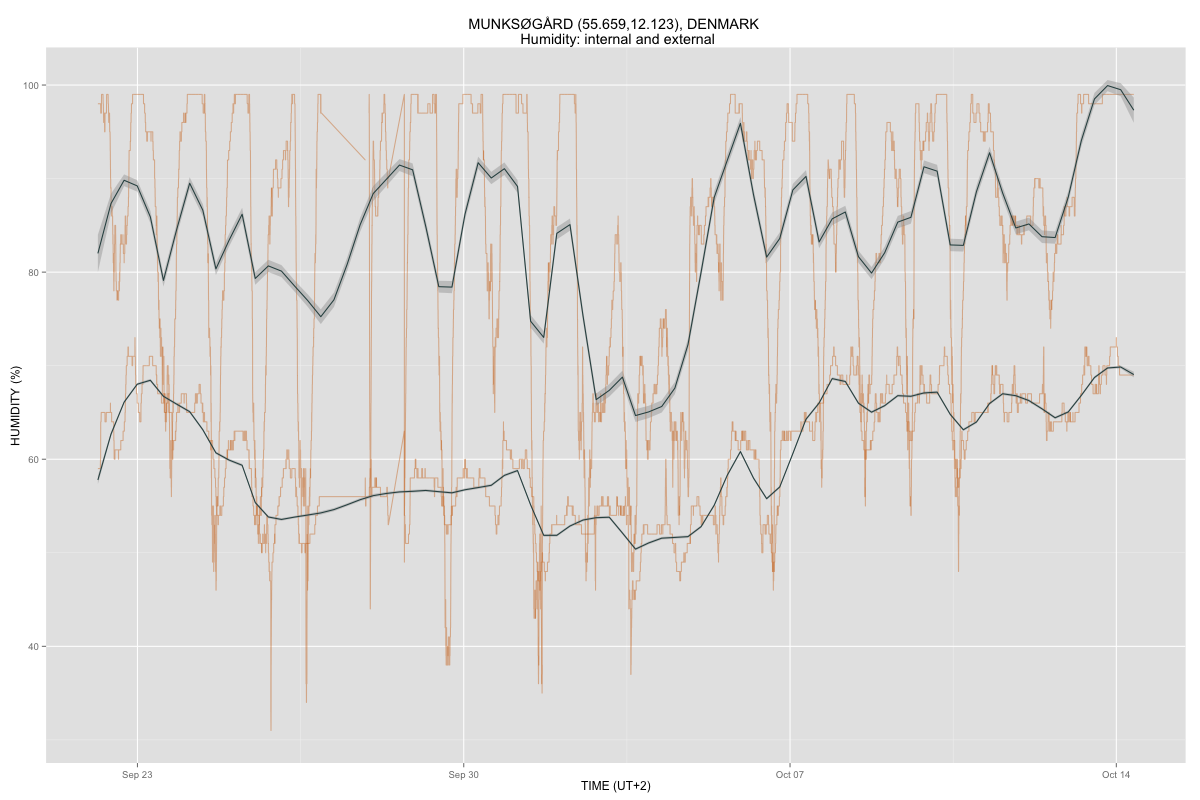 MUNKSØGÅRD (55.659,12.123), DENMARK
Humidity: internal and external
HUMIDITY (%)
100
80
60
40
Sep 23
Sep 30
Oct 07
Oct 14
TIME (UT+2)